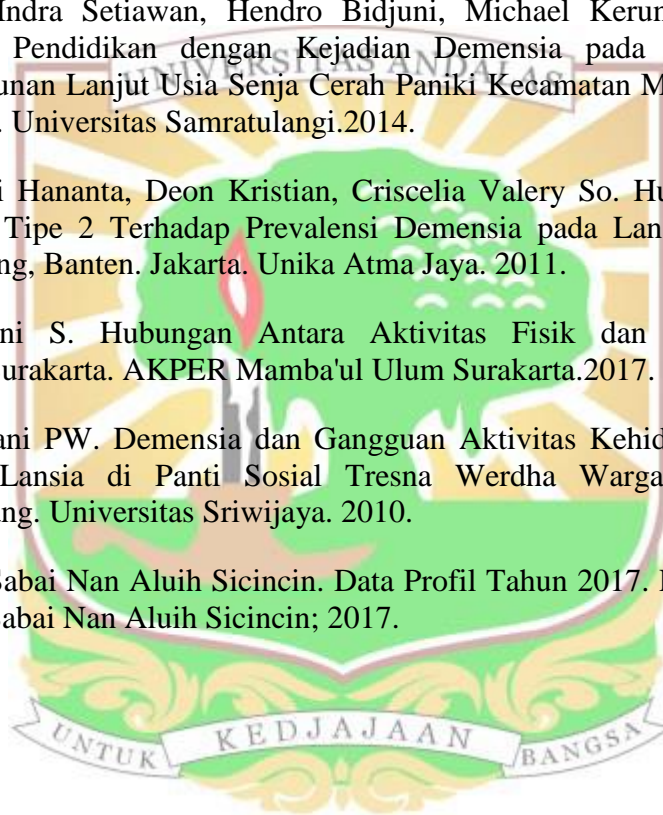 Indra Setiawan, Hendro Bidjuni, Michael Karun
Pendidikan dengan Kejadian Demensia pada
unan Lanjut Usia Senja Cerah Paniki Kecamatan M
. Universitas Samratulangi.2014.
UNIVERSITAS ANDALAS
i Hananta, Deon Kristian, Criscelia Valery So. Hu
Tipe 2 Terhadap Prevalensi Demensia pada Lan
ng, Banten. Jakarta. Unika Atma Jaya. 2011.
ni S. Hubungan Antara Aktivitas Fisik dan
urakarta. AKPER Mamba'ul Ulum Surakarta.2017.
ani PW. Demensia dan Gangguan Aktivitas Kehid
Lansia di Panti Sosial Tresna Werdha Warga
ng. Universitas Sriwijaya. 2010.
Sabai Nan Aluih Sicincin. Data Profil Tahun 2017.
Sabai Nan Aluih Sicincin; 2017.
UNTUK KEDJAJAAN BANGSA